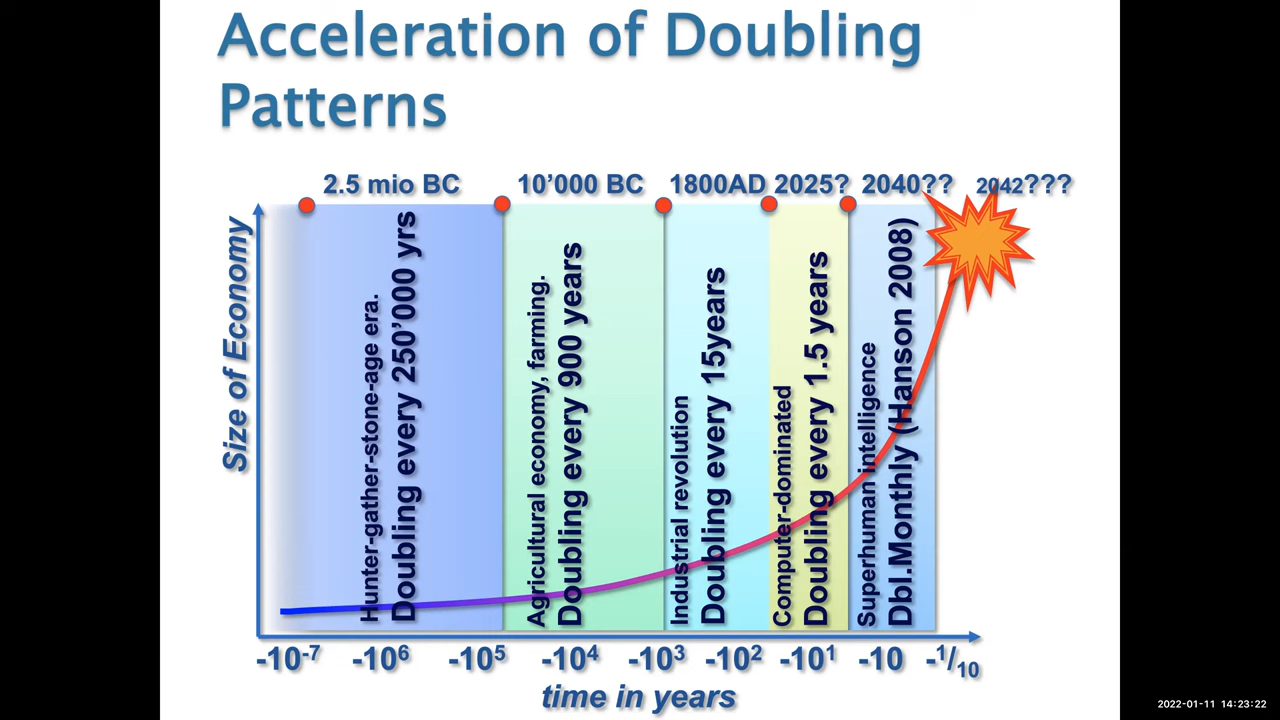 Acceleration of Doubling
Patterns
2.5 mio BC
10’000 BC
1800AD
2025?
2040??
2042???
Size of Economy
Hunter-gather-stone-age era.
Doubling every 250’000 yrs
Agricultural economy, farming.
Doubling every 900 years
Industrial revolution
Doubling every 15years
Computer-dominated
Doubling every 1.5 years
Superhuman intelligence
Dbl.Monthly (Hanson 2008)
-10⁻⁷ -10⁶ -10⁵ -10⁴ -10³ -10² -10¹ -10 -¹/₁₀
time in years
2022-01-11 14:23:22